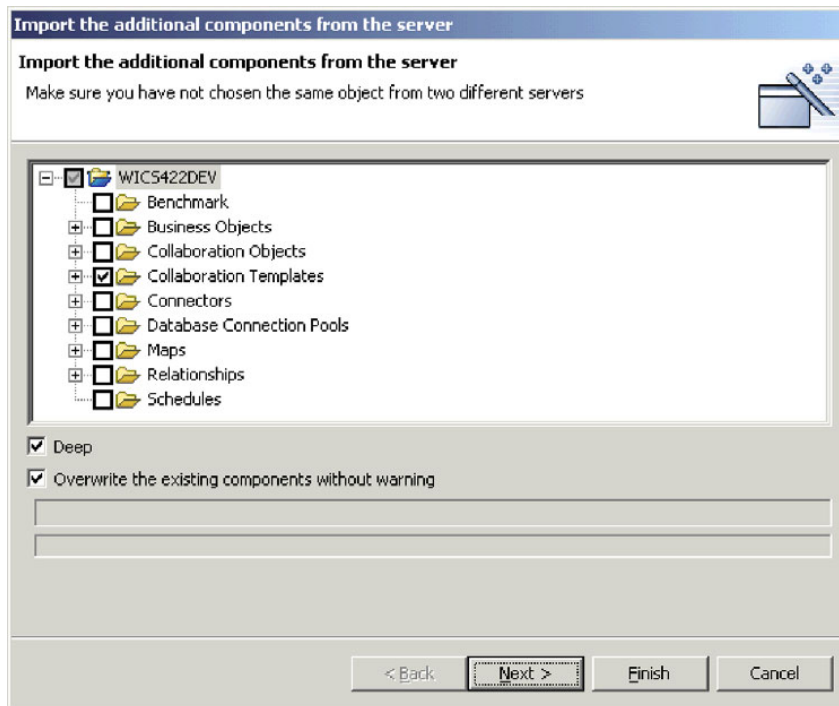 Import the additional components from the server
Import the additional components from the server
Make sure you have not chosen the same object from two different servers
WICS422DEV
Benchmark
Business Objects
Collaboration Objects
Collaboration Templates
Connectors
Database Connection Pools
Maps
Relationships
Schedules
Deep
Overwrite the existing components without warning
< Back Next > Finish Cancel